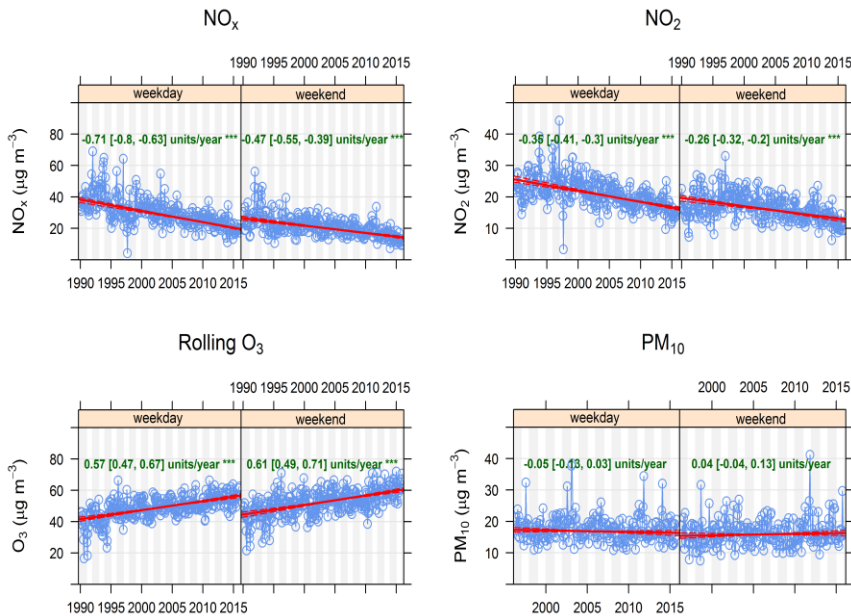 NOx
NO2
1990 1995 2000 2005 2010 2015
1990 1995 2000 2005 2010 2015
weekday
weekend
weekday
weekend
-0.71 [-0.8, -0.63] units/year ***
-0.47 [-0.55, -0.39] units/year ***
-0.35 [-0.41, -0.3] units/year ***
-0.26 [-0.32, -0.2] units/year ***
NOx (µg m−3)
80
60
40
20
NO2 (µg m−3)
40
30
20
10
1990 1995 2000 2005 2010 2015
1990 1995 2000 2005 2010 2015
Rolling O3
PM10
1990 1995 2000 2005 2010 2015
2000 2005 2010 2015
weekday
weekend
weekday
weekend
0.57 [0.47, 0.67] units/year ***
0.61 [0.49, 0.71] units/year ***
-0.05 [-0.13, 0.03] units/year
0.04 [-0.04, 0.13] units/year
O3 (µg m−3)
80
60
40
20
PM10 (µg m−3)
40
30
20
10
1990 1995 2000 2005 2010 2015
2000 2005 2010 2015